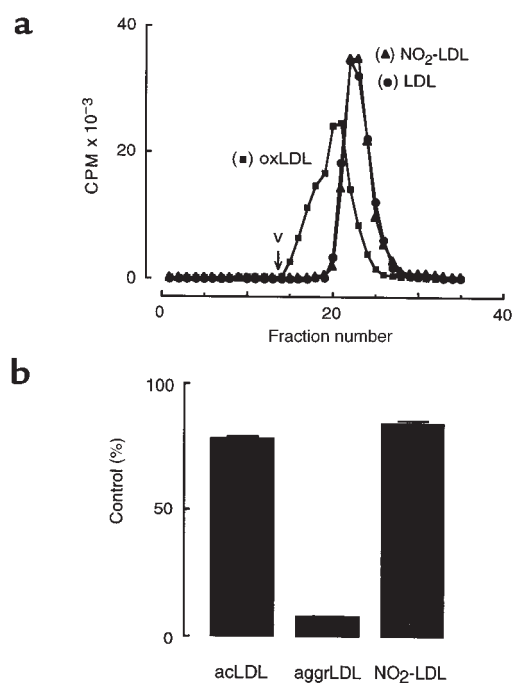 a
40
(▲) NO₂-LDL
(●) LDL
CPM x 10⁻³
20
(■) oxLDL
V
0
0
20
40
Fraction number
b
100
Control (%)
50
0
acLDL
aggrLDL
NO₂-LDL